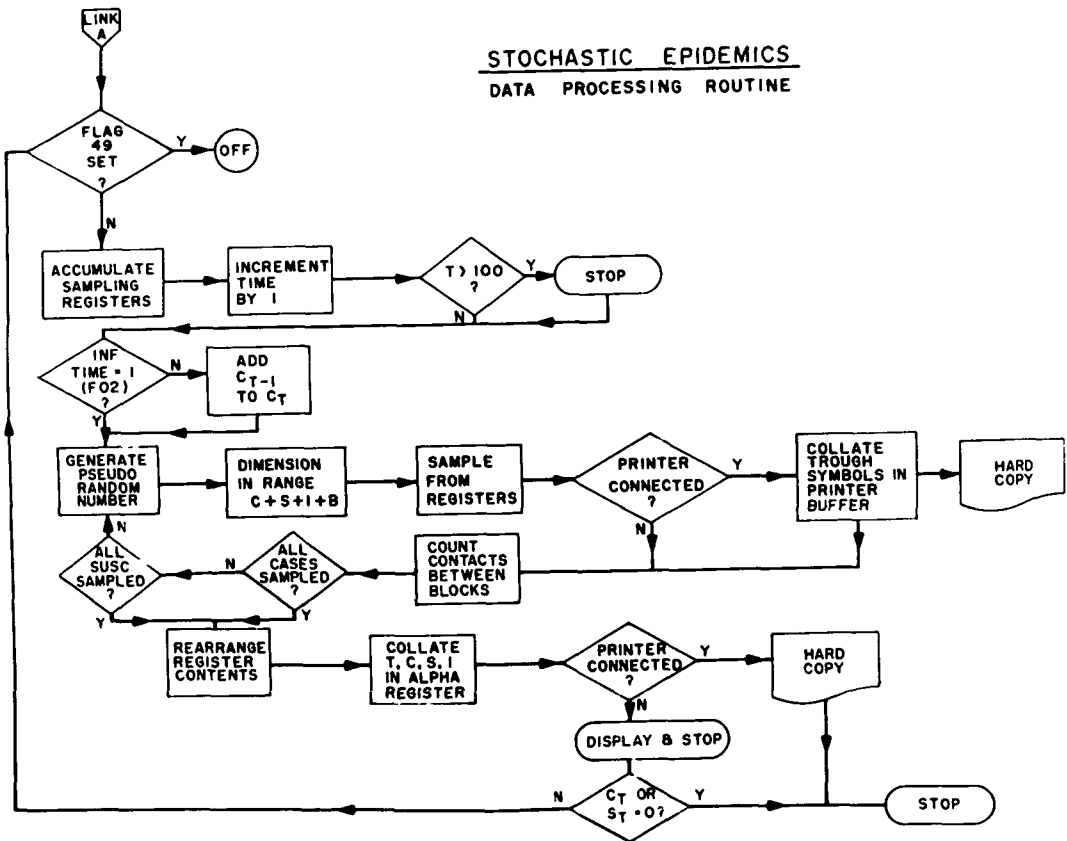 LINK
A
STOCHASTIC EPIDEMICS
DATA PROCESSING ROUTINE
FLAG
49
SET
?
Y
OFF
N
ACCUMULATE
SAMPLING
REGISTERS
INCREMENT
TIME
BY 1
T > 100
?
Y
STOP
N
INF
TIME = 1
(F02)
?
N
ADD
CT-1
TO CT
Y
GENERATE
PSEUDO
RANDOM
NUMBER
DIMENSION
IN RANGE
C+S+I+B
SAMPLE
FROM
REGISTERS
PRINTER
CONNECTED
?
Y
COLLATE
TROUGH
SYMBOLS IN
PRINTER
BUFFER
HARD
COPY
N
N
ALL
SUSC
SAMPLED
?
N
ALL
CASES
SAMPLED
?
COUNT
CONTACTS
BETWEEN
BLOCKS
Y
Y
REARRANGE
REGISTER
CONTENTS
COLLATE
T, C, S, I
IN ALPHA
REGISTER
PRINTER
CONNECTED
?
Y
HARD
COPY
N
DISPLAY & STOP
N
CT OR
ST = 0?
Y
STOP